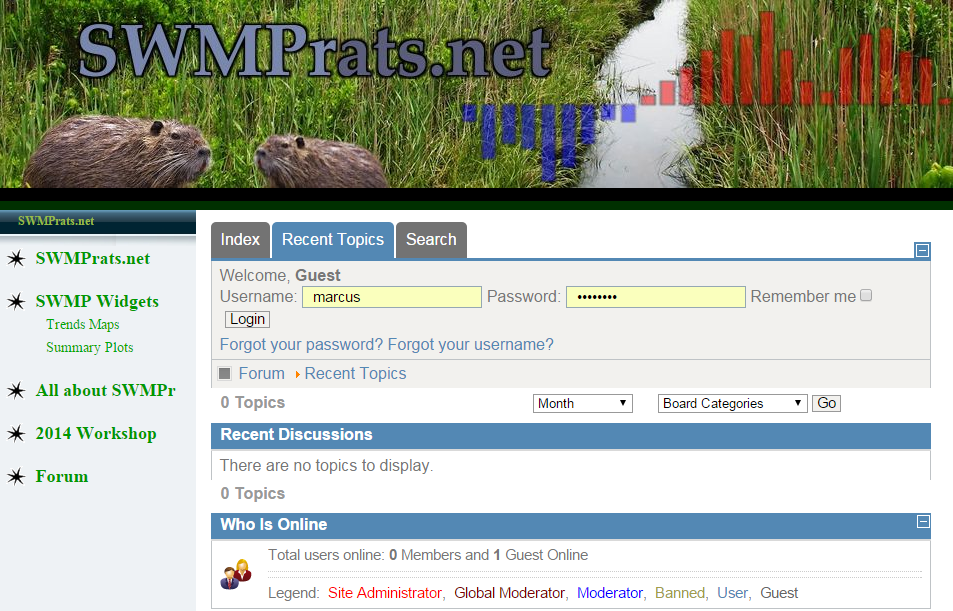 SWMPrats.net
SWMPrats.net
SWMPrats.net
SWMP Widgets
Trends Maps
Summary Plots
All about SWMPr
2014 Workshop
Forum
Index Recent Topics Search
Welcome, Guest
Username: marcus Password: •••••••• Remember me
Login
Forgot your password? Forgot your username?
Forum Recent Topics
0 Topics Month Board Categories Go
Recent Discussions
There are no topics to display.
0 Topics
Who Is Online
Total users online: 0 Members and 1 Guest Online
Legend: Site Administrator, Global Moderator, Moderator, Banned, User, Guest